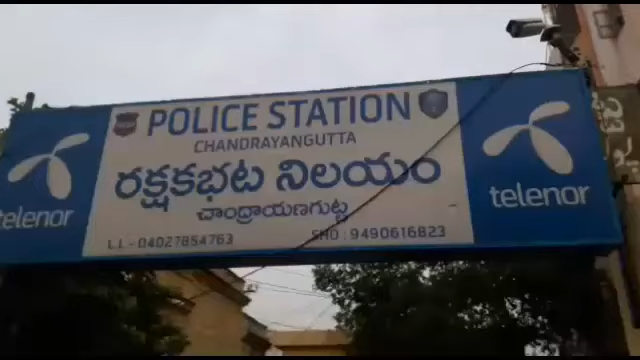 POLICE STATION
CHANDRAYANGUTTA
రక్షకభట నిలయం
చాంద్రాయణగుట్ట
L.L - 04027854763 SHO : 9490616823
telenor
telenor